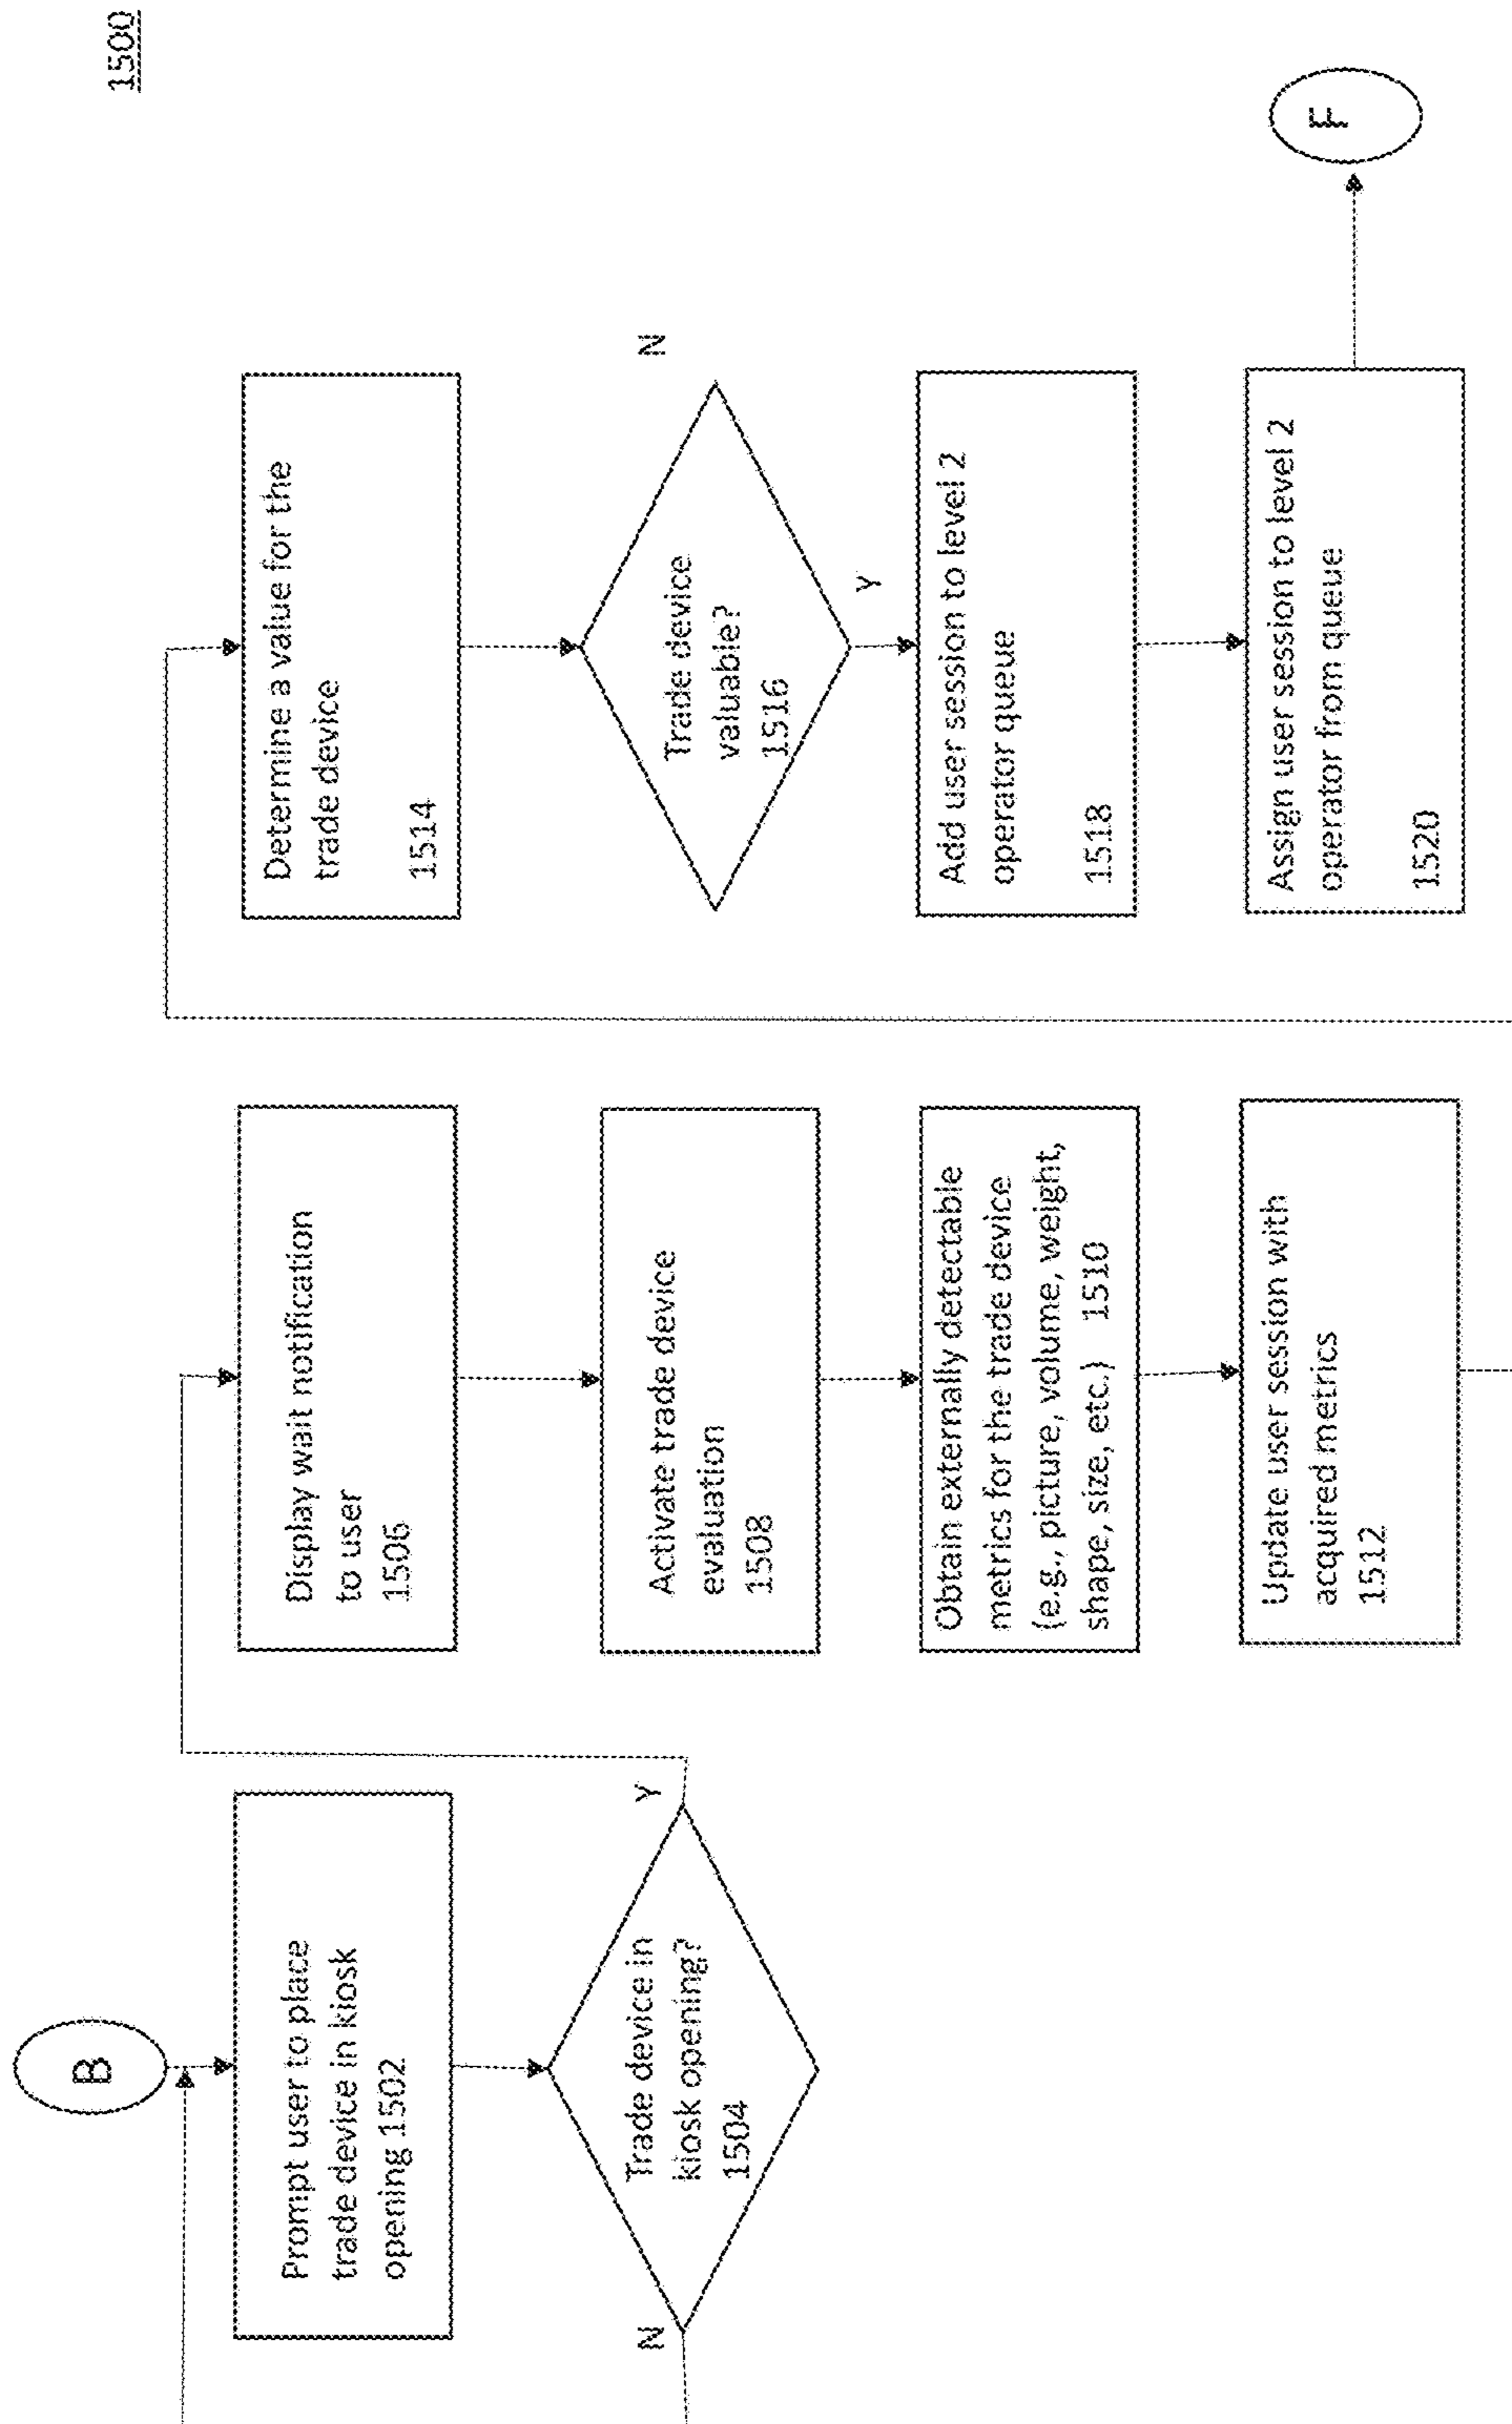 1500
B
Prompt user to place
trade device in kiosk
opening 1502
Trade device in
kiosk opening?
1504
N
Y
Display wait notification
to user
1506
Activate trade device
evaluation
1508
Obtain externally detectable
metrics for the trade device
(e.g., picture, volume, weight,
shape, size, etc.) 1510
Update user session with
acquired metrics
1512
Determine a value for the
trade device
1514
Trade device
valuable?
1516
N
Y
Add user session to level 2
operator queue
1518
Assign user session to level 2
operator from queue
1520
F